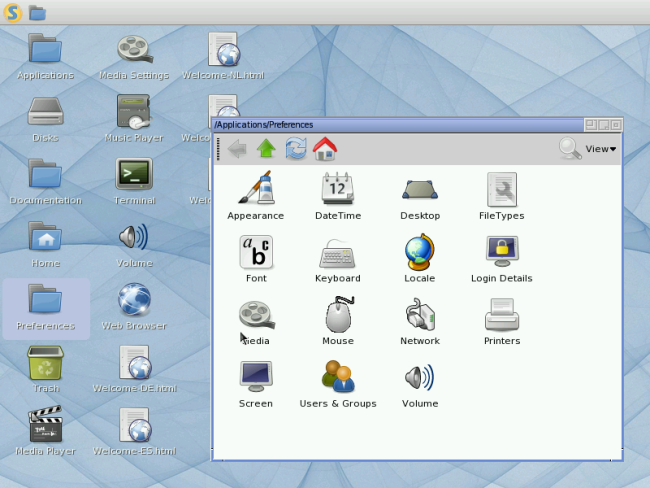 S
Applications
Media Settings
Welcome-NL.html
Disks
Music Player
Documentation
Terminal
Home
Volume
Preferences
Web Browser
Trash
Welcome-DE.html
Media Player
Welcome-ES.html
/Applications/Preferences
View
Appearance
DateTime
12
Desktop
FileTypes
a b c
Font
Keyboard
Locale
Login Details
Media
Mouse
Network
Printers
Screen
Users & Groups
Volume